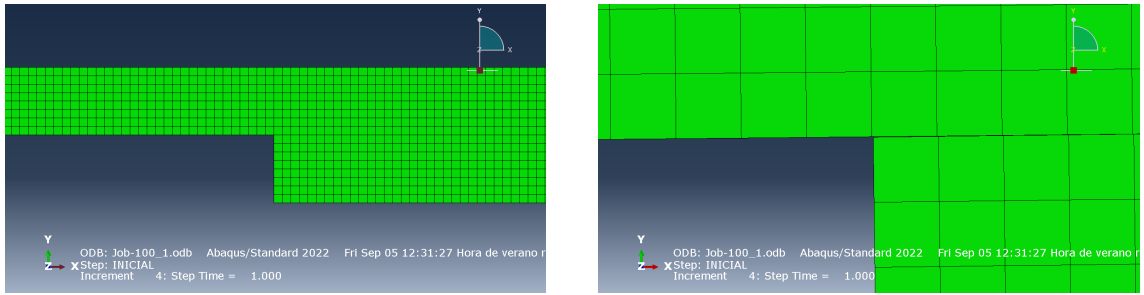 Y
Z X
Y
Z X
ODB: Job-100_1.odb Abaqus/Standard 2022 Fri Sep 05 12:31:27 Hora de verano r
Step: INICIAL
Increment 4: Step Time = 1.000
Y
Z X
Y
Z X
ODB: Job-100_1.odb Abaqus/Standard 2022 Fri Sep 05 12:31:27 Hora de verano r
Step: INICIAL
Increment 4: Step Time = 1.000